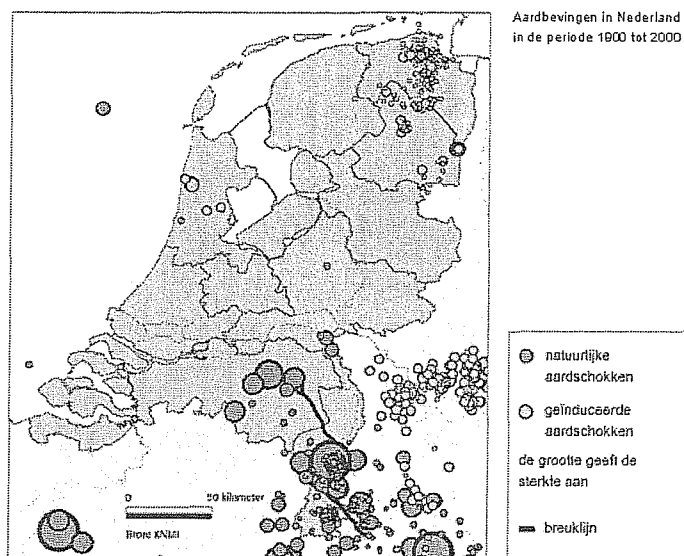 Aardbevingen in Nederland
in de periode 1900 tot 2000
natuurlijke
aardschokken
geïnduceerde
aardschokken
de grootte geeft de
sterkte aan
breuklijn
0 50 kilometer
Bron: KNMI